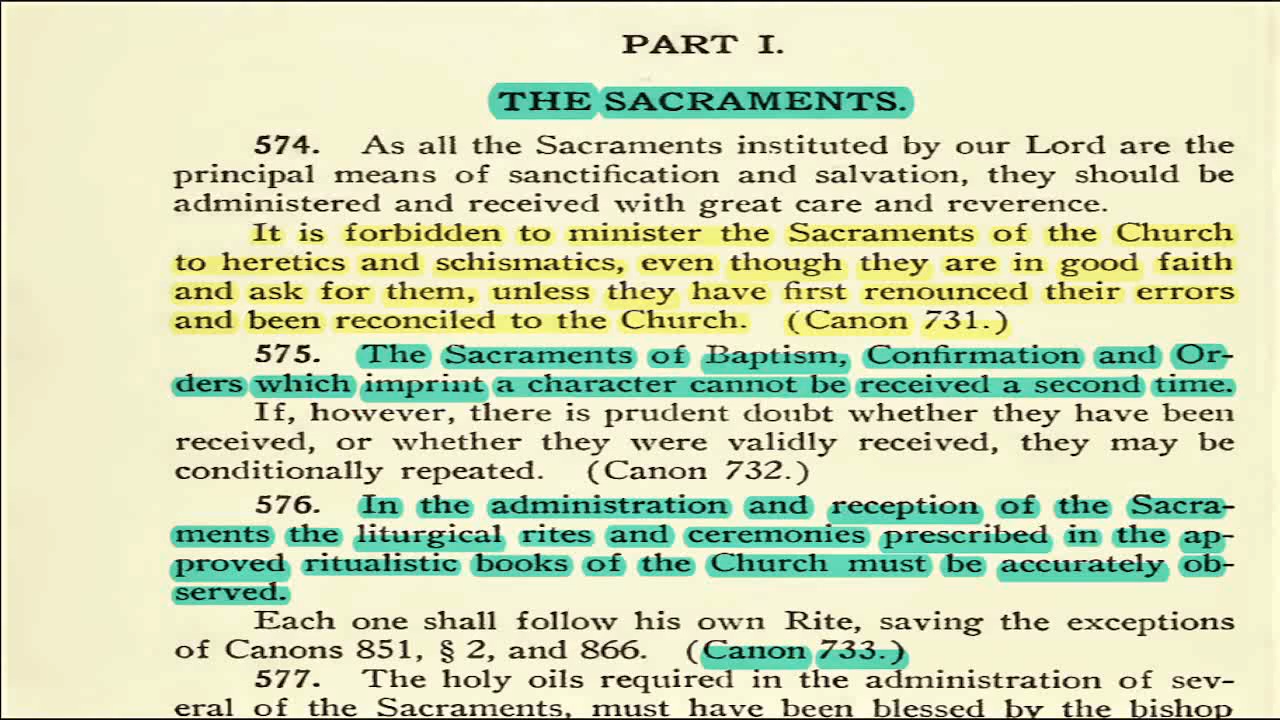 PART I.
THE SACRAMENTS.
574. As all the Sacraments instituted by our Lord are the
principal means of sanctification and salvation, they should be
administered and received with great care and reverence.
It is forbidden to minister the Sacraments of the Church
to heretics and schismatics, even though they are in good faith
and ask for them, unless they have first renounced their errors
and been reconciled to the Church. (Canon 731.)
575. The Sacraments of Baptism, Confirmation and Or-
ders which imprint a character cannot be received a second time.
If, however, there is prudent doubt whether they have been
received, or whether they were validly received, they may be
conditionally repeated. (Canon 732.)
576. In the administration and reception of the Sacra-
ments the liturgical rites and ceremonies prescribed in the ap-
proved ritualistic books of the Church must be accurately ob-
served.
Each one shall follow his own Rite, saving the exceptions
of Canons 851, § 2, and 866. (Canon 733.)
577. The holy oils required in the administration of sev-
eral of the Sacraments, must have been blessed by the bishop